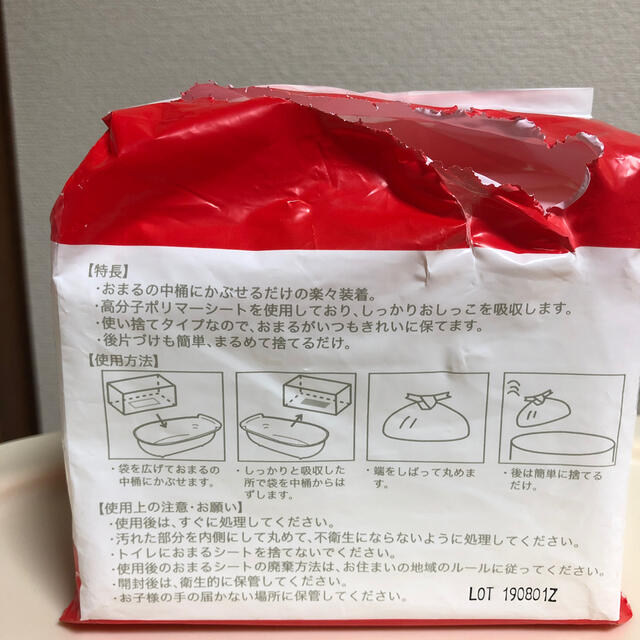 【特長】
・おまるの中桶にかぶせるだけの楽々装着。
・高分子ポリマーシートを使用しており、しっかりおしっこを吸収します。
・使い捨てタイプなので、おまるがいつもきれいに保てます。
・後片づけも簡単、まるめて捨てるだけ。
【使用方法】
・袋を広げておまるの
中桶にかぶせます。
・しっかりと吸収した
所で袋を中桶からは
ずします。
・端をしばって丸めま
す。
・後は簡単に捨てる
だけ。
【使用上の注意・お願い】
・使用後は、すぐに処理してください。
・汚れた部分を内側にして丸めて、不衛生にならないように処理してください。
・トイレにおまるシートを捨てないでください。
・使用後のおまるシートの廃棄方法は、お住まいの地域のルールに従ってください。
・開封後は、衛生的に保管してください。
・お子様の手の届かない場所に保管してください。
LOT 190801Z